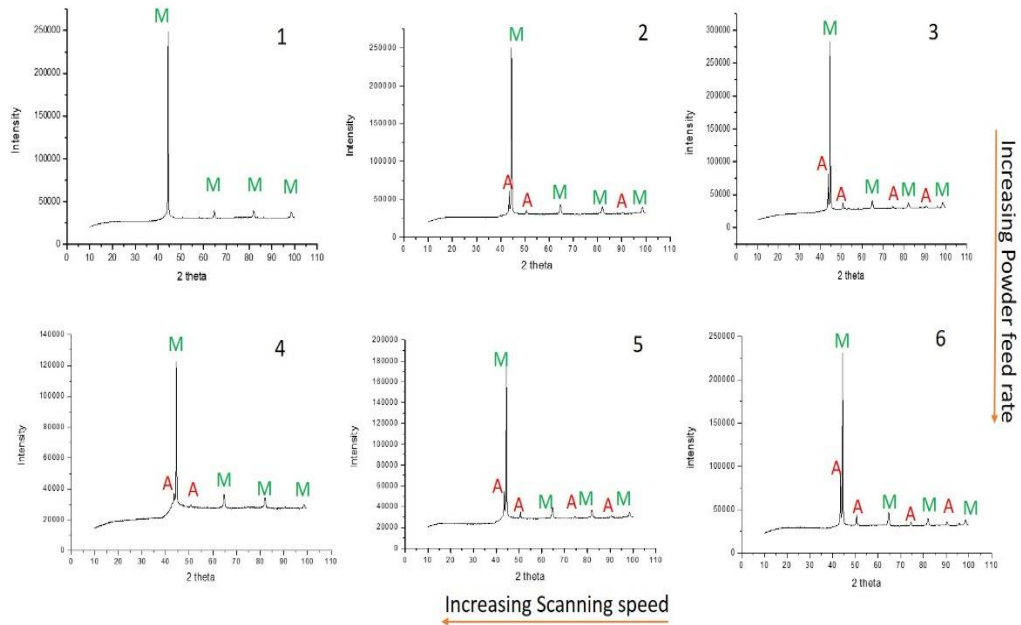 M
1
250000
200000
150000
100000
50000
0
Intensity
M M M
0 10 20 30 40 50 60 70 80 90 100 110
2 theta
M
2
250000
200000
150000
100000
50000
0
Intensity
A A M M A M
0 10 20 30 40 50 60 70 80 90 100 110
2 theta
M
3
350000
300000
250000
200000
150000
100000
50000
0
intensity
A A M A M A M
0 10 20 30 40 50 60 70 80 90 100 110
2 theta
Increasing Powder feed rate
M
4
140000
120000
100000
80000
60000
40000
20000
0
Intensity
A A M M M
0 10 20 30 40 50 60 70 80 90 100 110
2 theta
M
5
200000
180000
160000
140000
120000
100000
80000
60000
40000
20000
0
Intensity
A A M A M A M
0 10 20 30 40 50 60 70 80 90 100 110
2 theta
M
6
250000
200000
150000
100000
50000
0
intensity
A A M A M A M
0 10 20 30 40 50 60 70 80 90 100 110
2 theta
Increasing Scanning speed